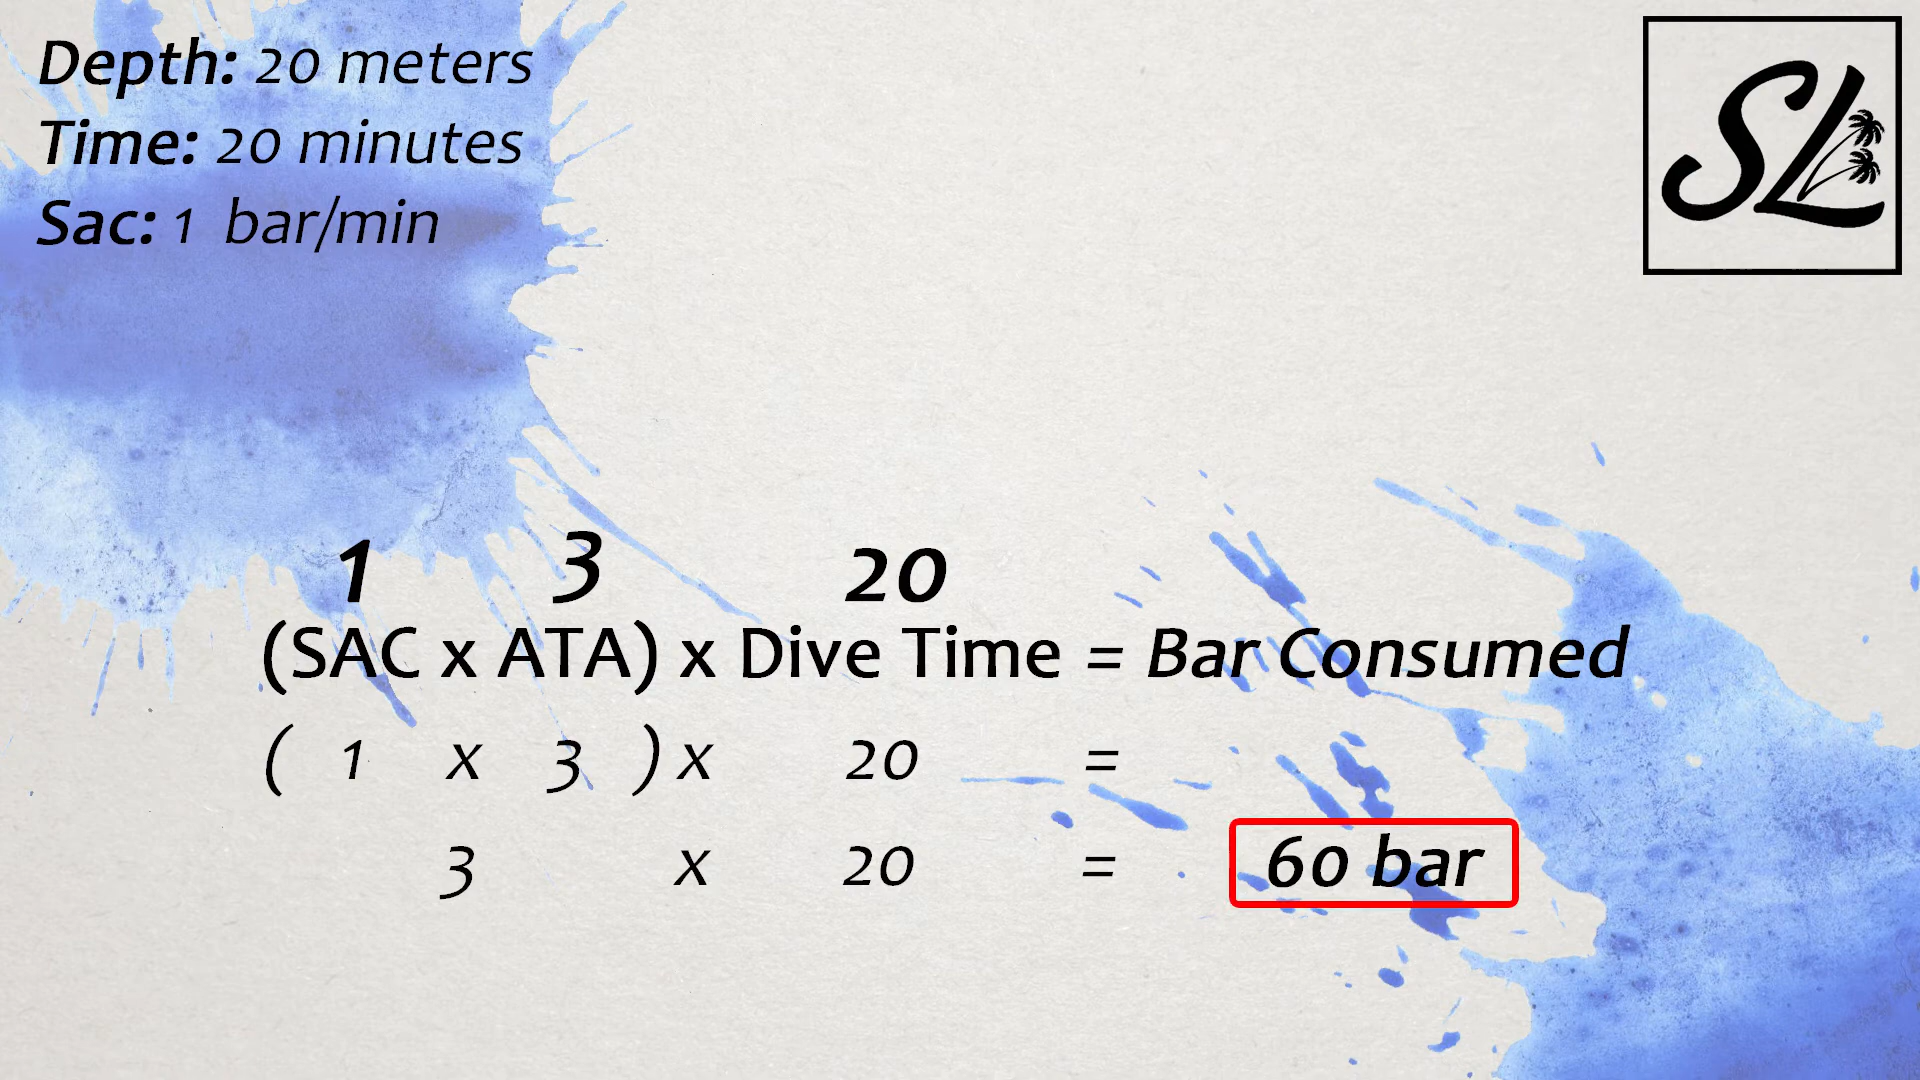 Depth: 20 meters
Time: 20 minutes
Sac: 1 bar/min
SL
1 3 20
(SAC x ATA) x Dive Time = Bar Consumed
( 1 x 3 ) x 20 =
3 x 20 = 60 bar